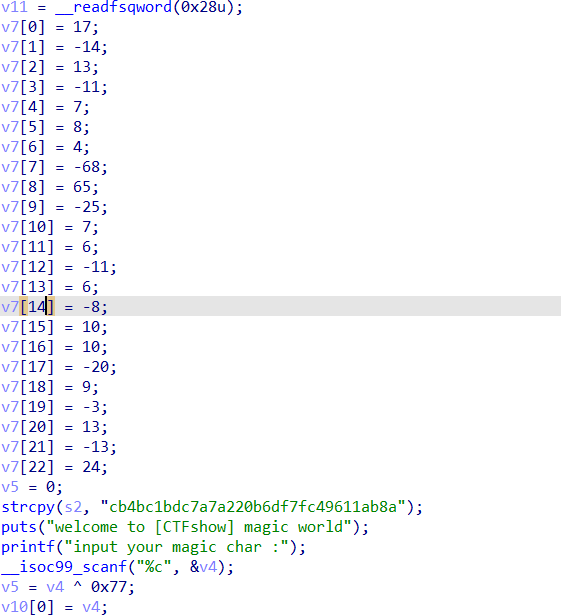 v11 = __readfsqword(0x28u);
v7[0] = 17;
v7[1] = -14;
v7[2] = 13;
v7[3] = -11;
v7[4] = 7;
v7[5] = 8;
v7[6] = 4;
v7[7] = -68;
v7[8] = 65;
v7[9] = -25;
v7[10] = 7;
v7[11] = 6;
v7[12] = -11;
v7[13] = 6;
v7[14] = -8;
v7[15] = 10;
v7[16] = 10;
v7[17] = -20;
v7[18] = 9;
v7[19] = -3;
v7[20] = 13;
v7[21] = -13;
v7[22] = 24;
v5 = 0;
strcpy(s2, "cb4bc1bdc7a7a220b6df7fc49611ab8a");
puts("welcome to [CTFshow] magic world");
printf("input your magic char :");
__isoc99_scanf("%c", &v4);
v5 = v4 ^ 0x77;
v10[0] = v4;